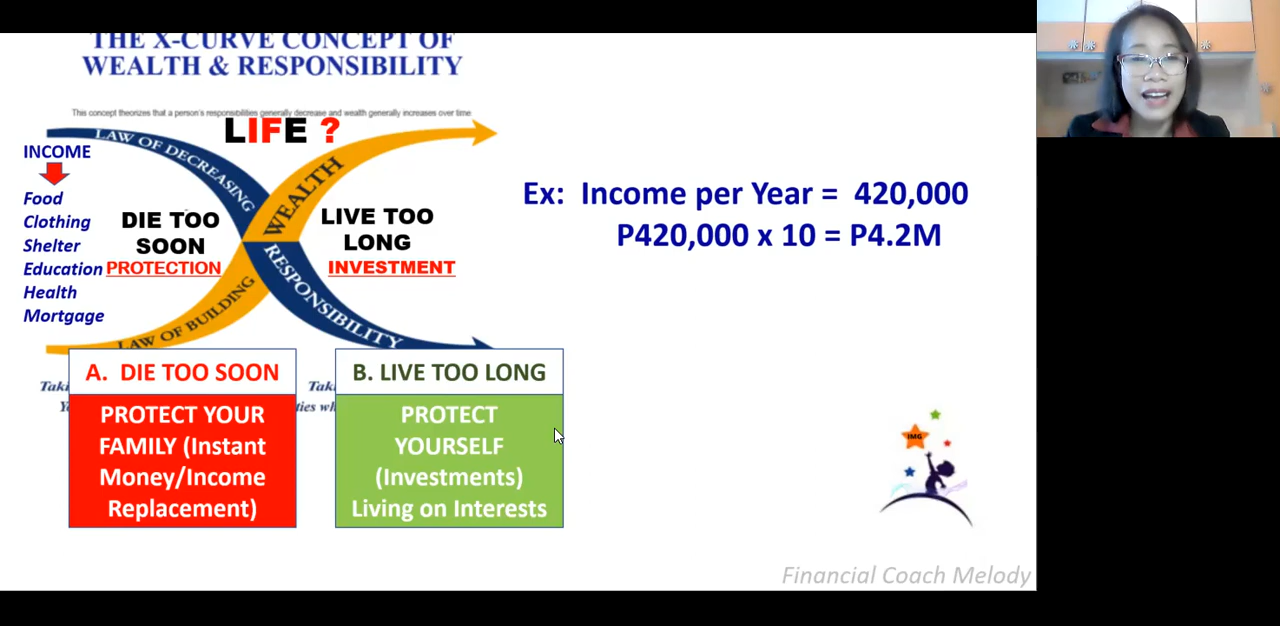 THE X-CURVE CONCEPT OF
WEALTH & RESPONSIBILITY
This concept theorizes that a person's responsibilities generally decrease and wealth generally increases over time
LIFE ?
LAW OF DECREASING
RESPONSIBILITY
LAW OF BUILDING
WEALTH
INCOME
Food
Clothing
Shelter
Education
Health
Mortgage
DIE TOO
SOON
PROTECTION
LIVE TOO
LONG
INVESTMENT
Ex: Income per Year = 420,000
P420,000 x 10 = P4.2M
A. DIE TOO SOON
PROTECT YOUR
FAMILY (Instant
Money/Income
Replacement)
B. LIVE TOO LONG
PROTECT
YOURSELF
(Investments)
Living on Interests
IMG
Financial Coach Melody